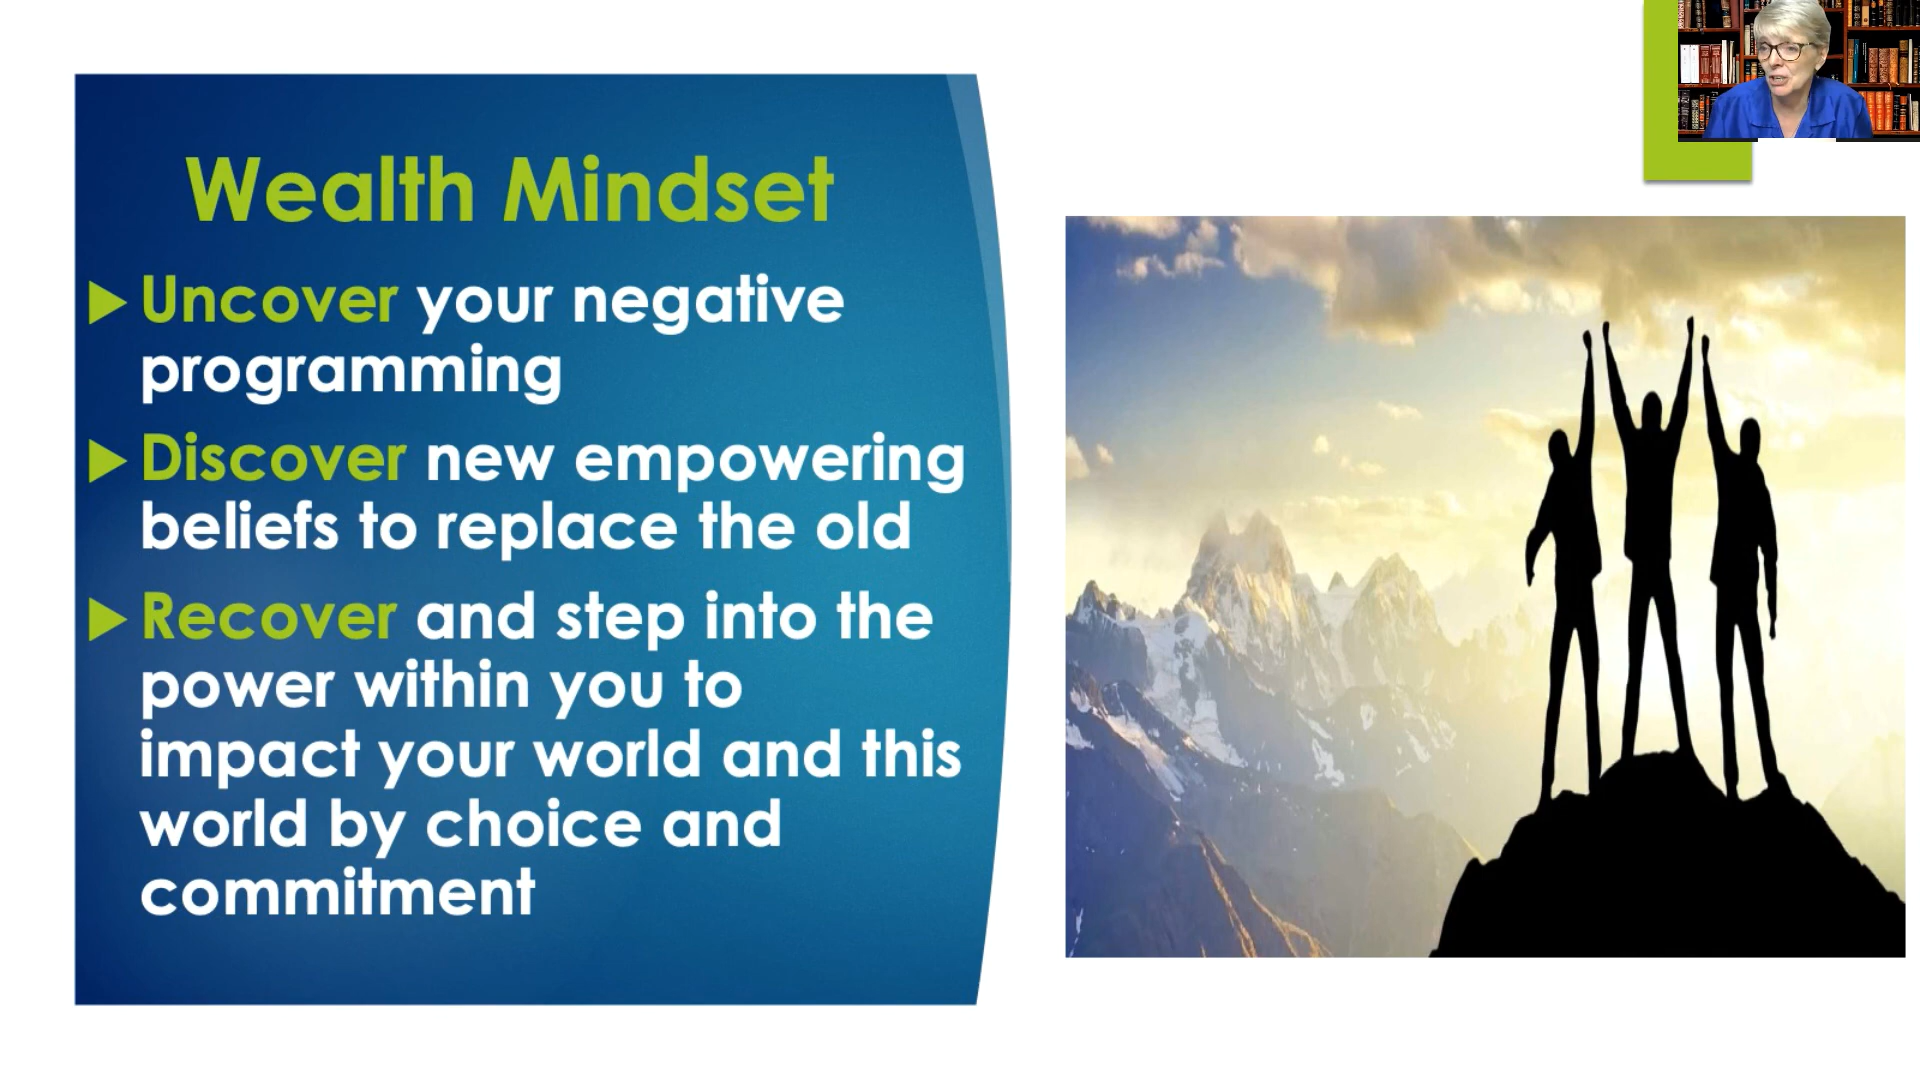 Wealth Mindset
Uncover your negative
programming
Discover new empowering
beliefs to replace the old
Recover and step into the
power within you to
impact your world and this
world by choice and
commitment